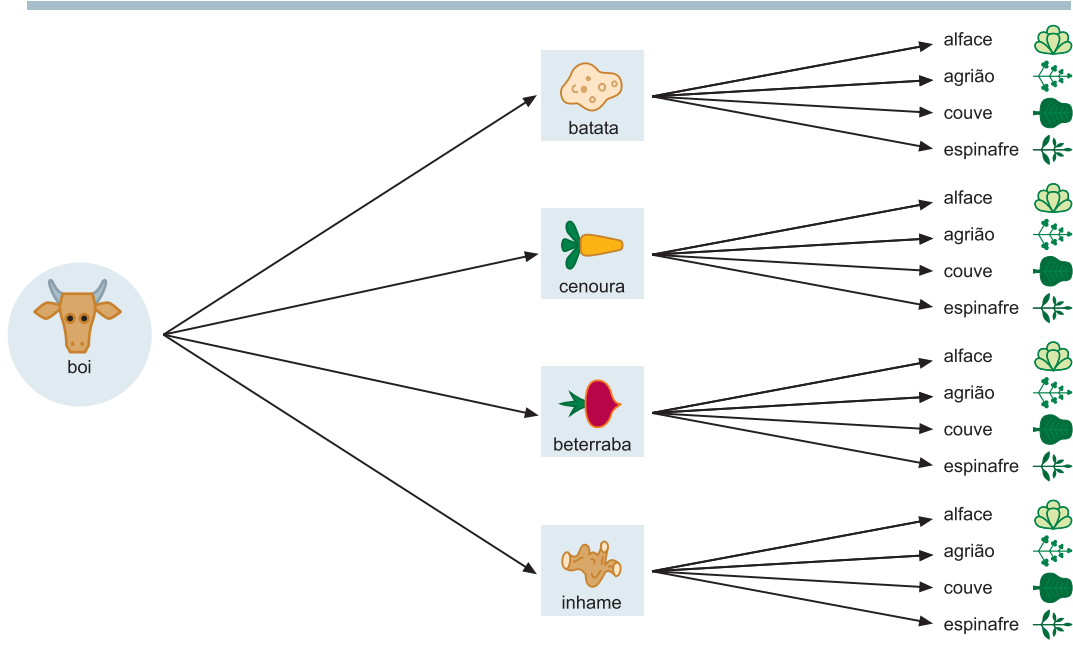 boi
batata
alface
agrião
couve
espinafre
cenoura
alface
agrião
couve
espinafre
beterraba
alface
agrião
couve
espinafre
inhame
alface
agrião
couve
espinafre